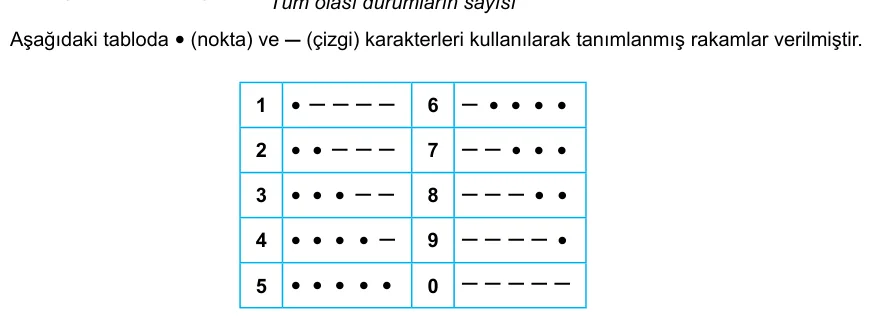 Tüm olası durumların sayısı
Aşağıdaki tabloda • (nokta) ve — (çizgi) karakterleri kullanılarak tanımlanmış rakamlar verilmiştir.
1 • — — — — 6 — • • • •
2 • • — — — 7 — — • • •
3 • • • — — 8 — — — • •
4 • • • • — 9 — — — — •
5 • • • • • 0 — — — — —